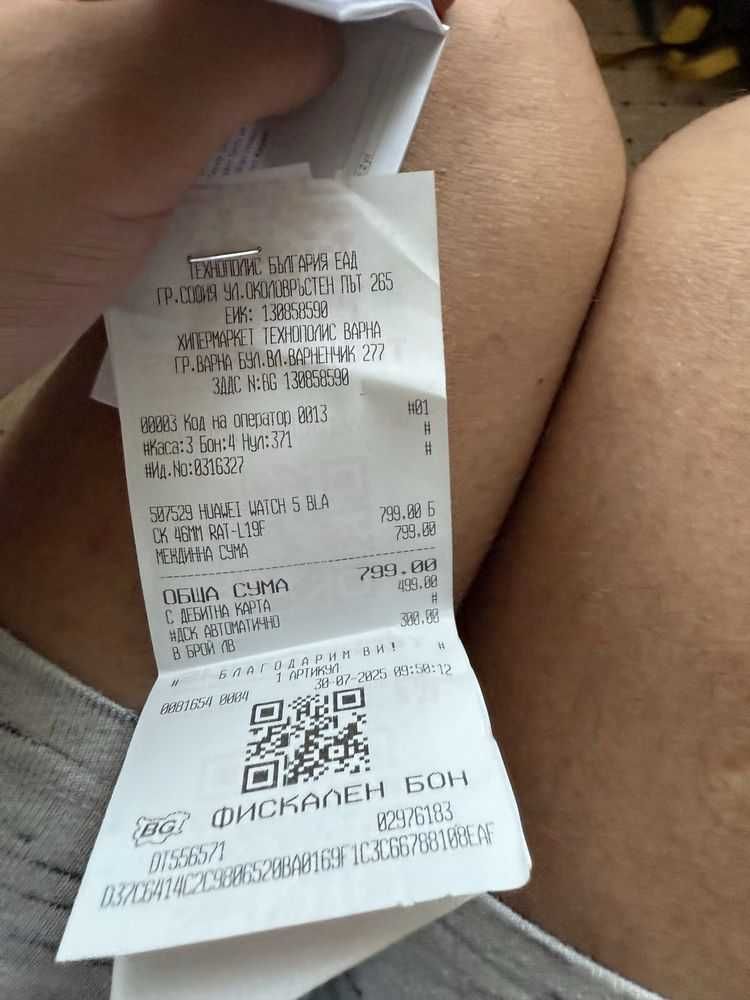 ТЕХНОПОЛИС БЪЛГАРИЯ ЕАД
ГР.СОФИЯ УЛ.ОКОЛОВРЪСТЕН ПЪТ 265
ЕИК: 130858590
ХИПЕРМАРКЕТ ТЕХНОПОЛИС ВАРНА
ГР.ВАРНА БУЛ.ВЛ.ВАРНЕНЧИК 277
ЗДДС N:BG 130858590
00003 Код на оператор 0013 #01
#Каса:3 Бон:4 Нул:371 #
#Ид.No:0316327 #
507529 HUAWEI WATCH 5 BLA
CK 46MM RAT-L19F 799.00 Б
МЕЖДИННА СУМА 799.00
ОБЩА СУМА 799.00
С ДЕБИТНА КАРТА 499.00
#ДСК АВТОМАТИЧНО #
В БРОЙ ЛВ 300.00
# БЛАГОДАРИМ ВИ! #
1 АРТИКУЛ
0081654 0004 30-07-2025 09:50:12
BG ФИСКАЛЕН БОН
DT556571 02976183
D37C6414C2C9806520BA0169F1C3C66788108EAF